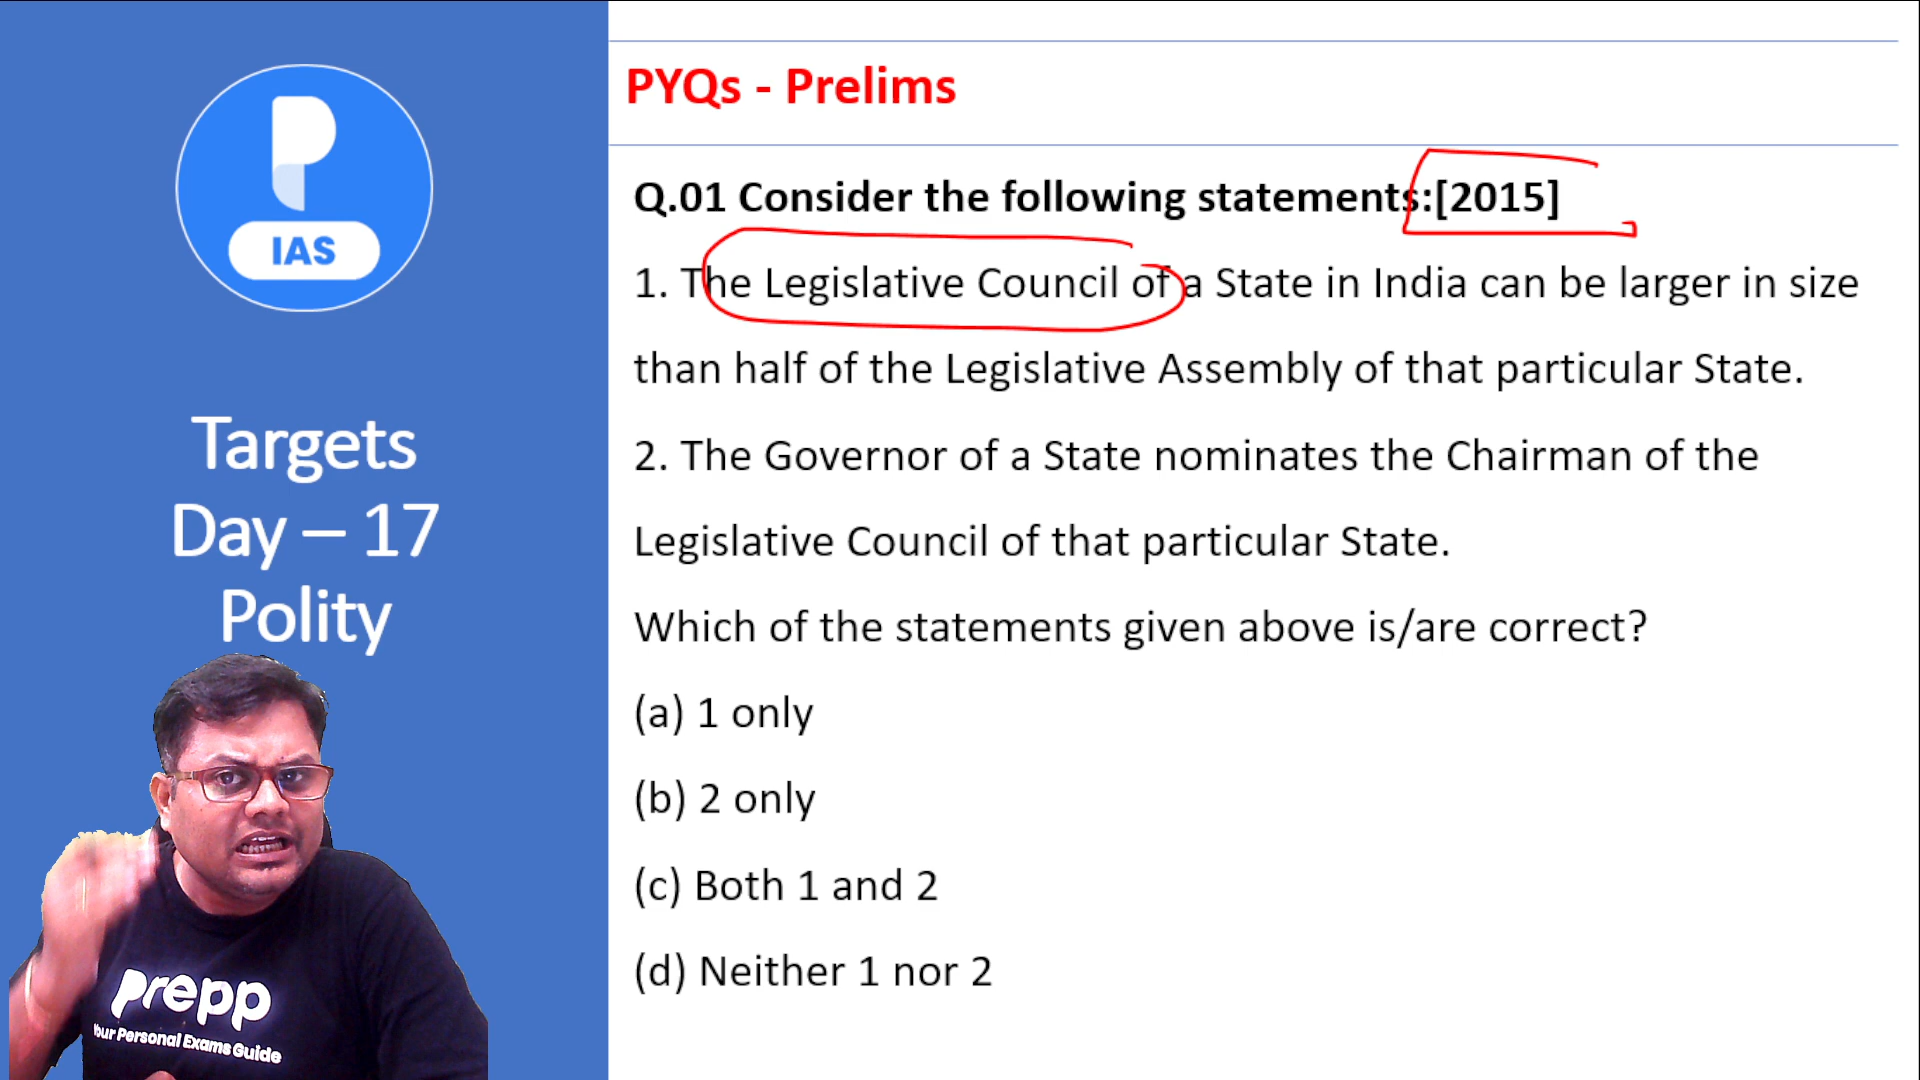 IAS
Targets
Day – 17
Polity
prepp
Your Personal Exams Guide
PYQs - Prelims
Q.01 Consider the following statements:[2015]
1. The Legislative Council of a State in India can be larger in size
than half of the Legislative Assembly of that particular State.
2. The Governor of a State nominates the Chairman of the
Legislative Council of that particular State.
Which of the statements given above is/are correct?
(a) 1 only
(b) 2 only
(c) Both 1 and 2
(d) Neither 1 nor 2